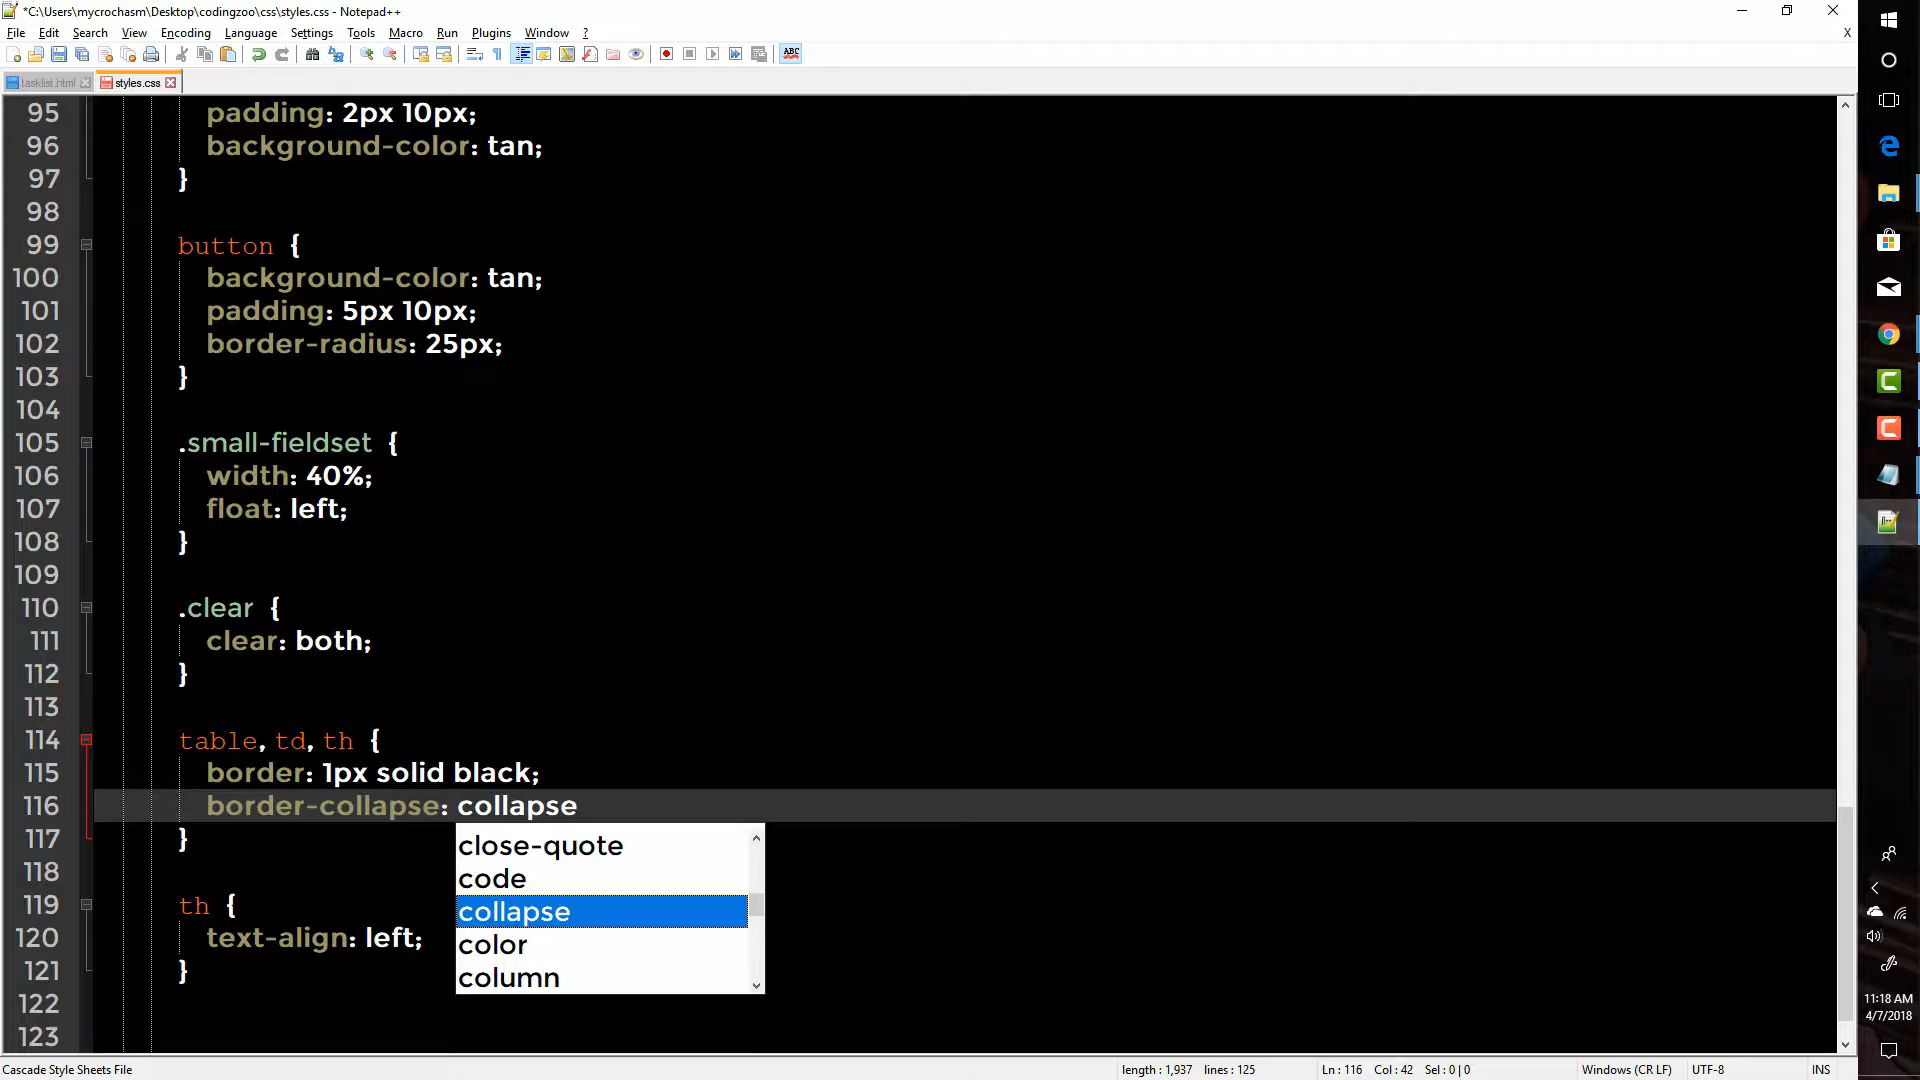 *C:\Users\mycrochasm\Desktop\codingzoo\css\styles.css - Notepad++
File Edit Search View Encoding Language Settings Tools Macro Run Plugins Window ? X
ABC
tasklist.html styles.css
95 padding: 2px 10px;
96 background-color: tan;
97 }
98
99 button {
100 background-color: tan;
101 padding: 5px 10px;
102 border-radius: 25px;
103 }
104
105 .small-fieldset {
106 width: 40%;
107 float: left;
108 }
109
110 .clear {
111 clear: both;
112 }
113
114 table, td, th {
115 border: 1px solid black;
116 border-collapse: collapse
117 }
118
119 th {
120 text-align: left;
121 }
122
123
close-quote
code
collapse
color
column
11:18 AM
4/7/2018
Cascade Style Sheets File length : 1,937 lines : 125 Ln : 116 Col : 42 Sel : 0 | 0 Windows (CR LF) UTF-8 INS